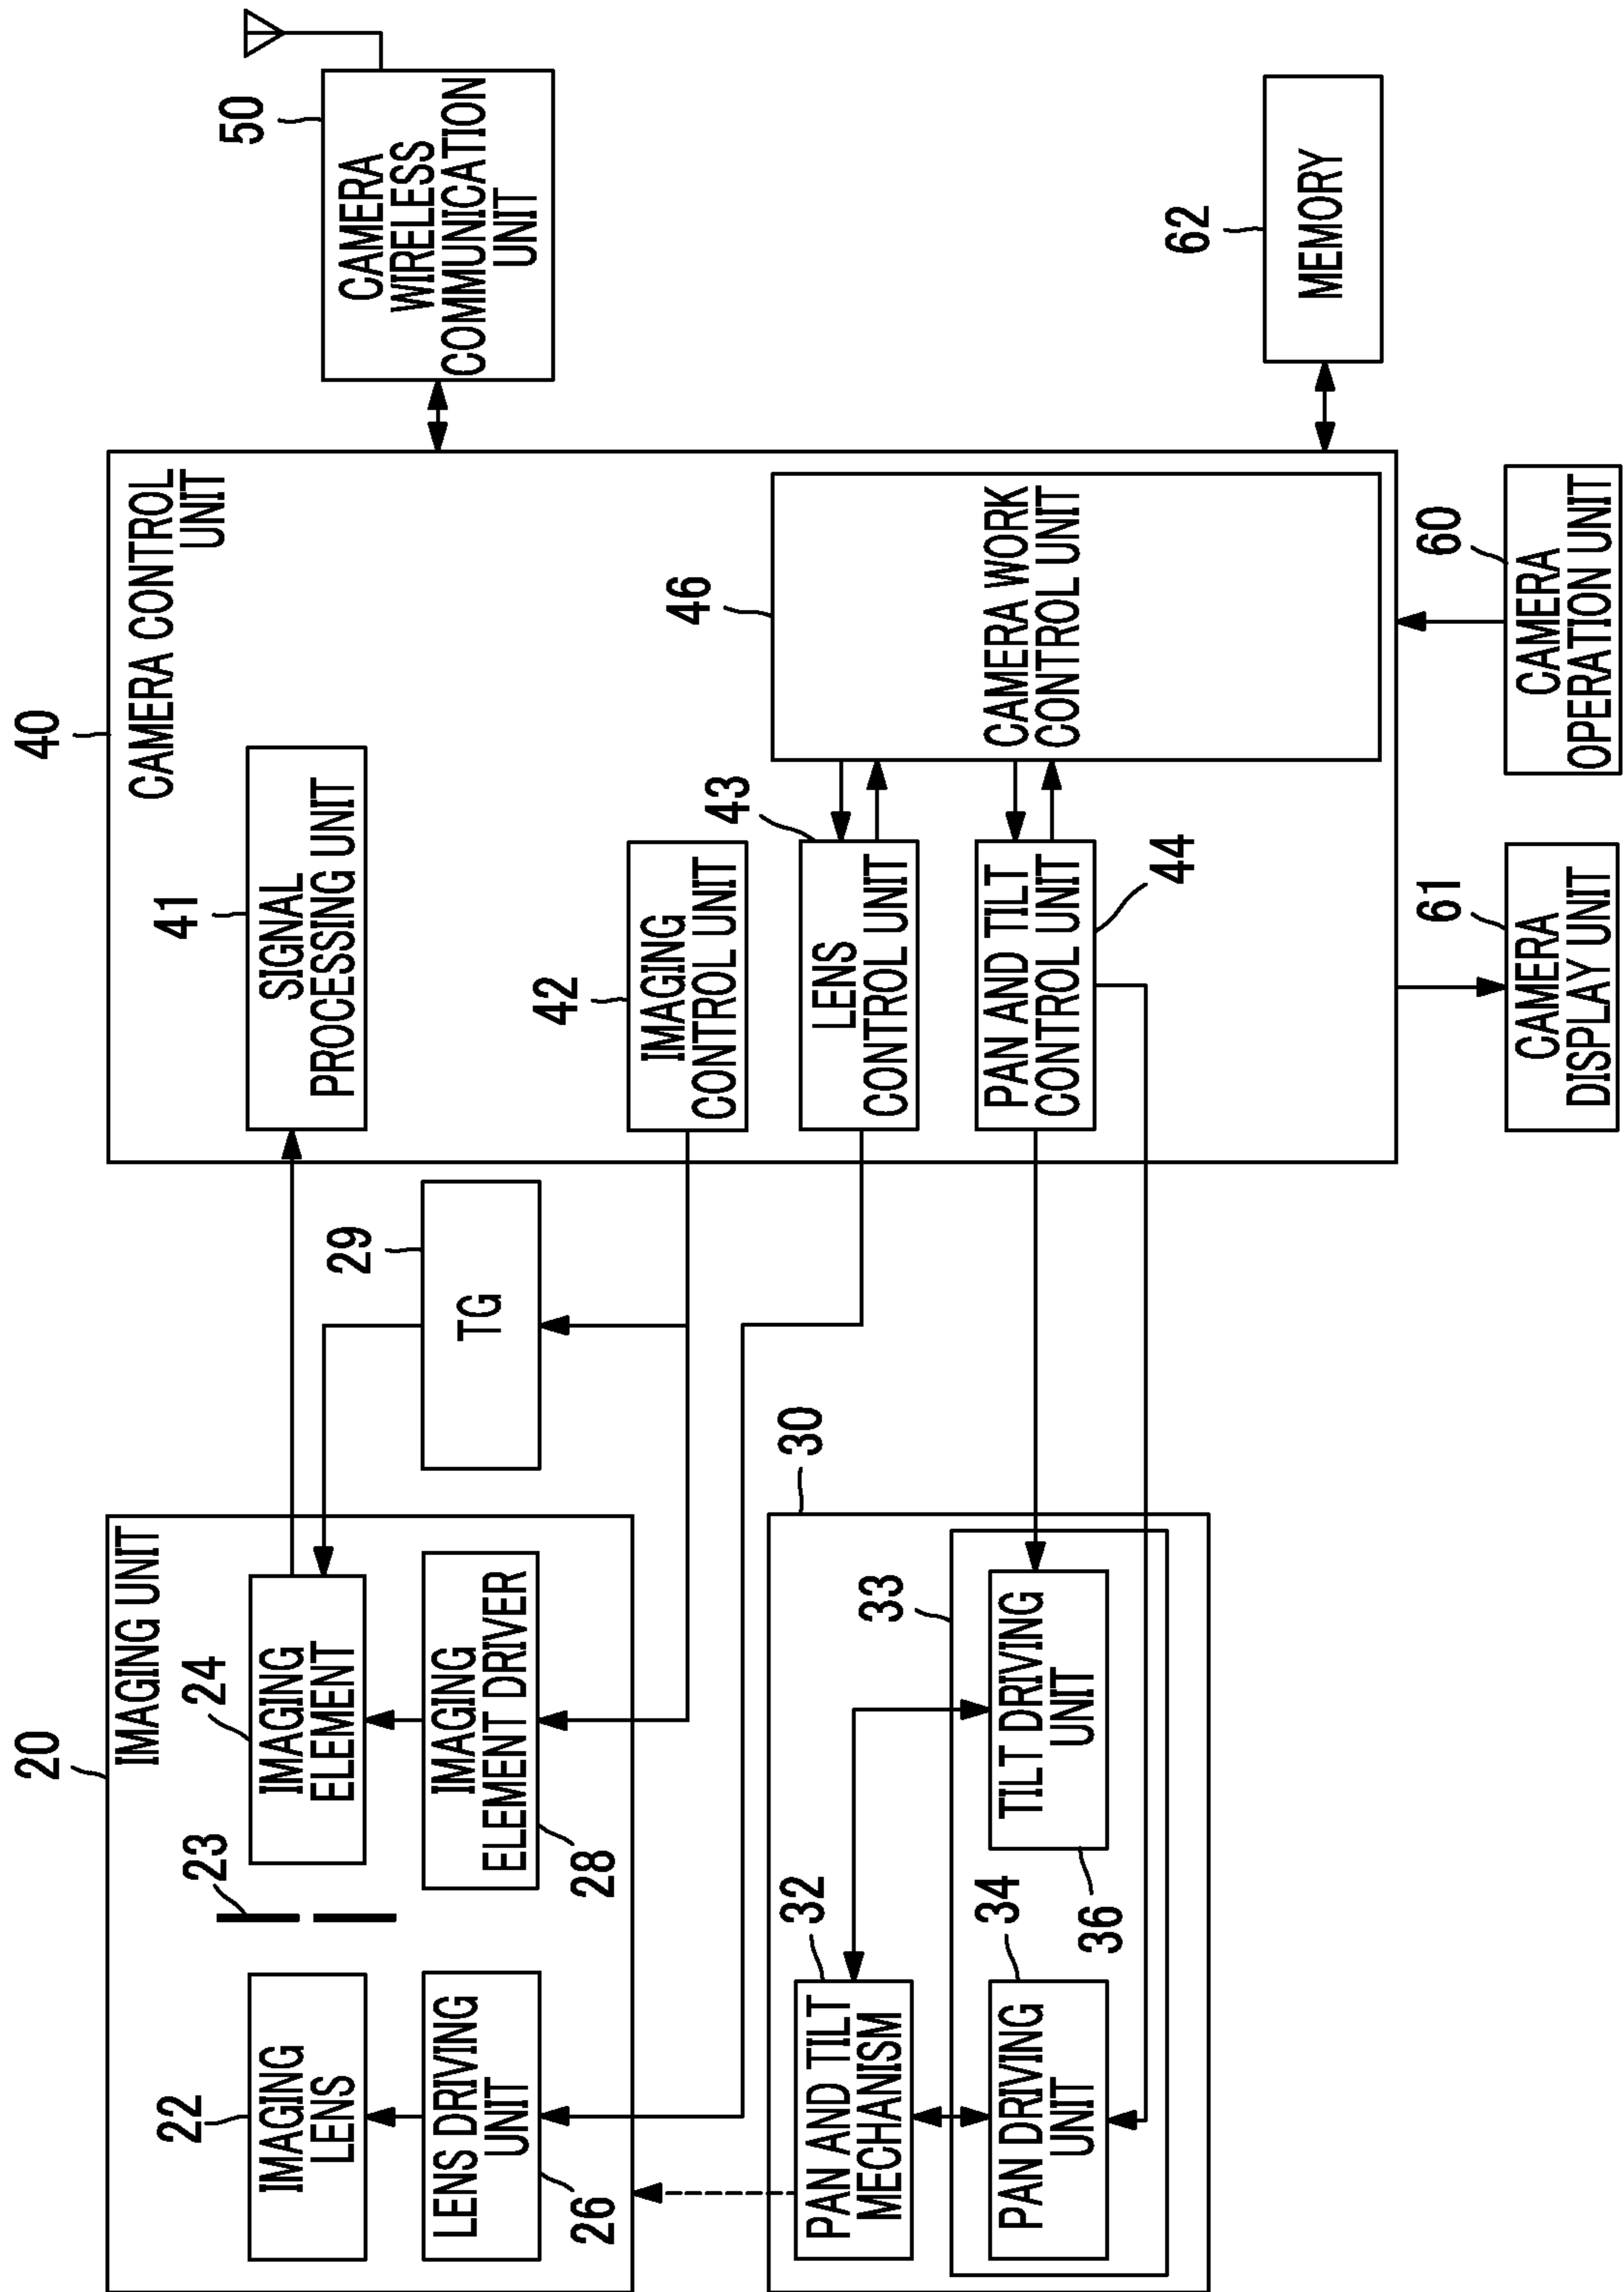 20
IMAGING UNIT
22
IMAGING
LENS
23
24
IMAGING
ELEMENT
LENS DRIVING
UNIT
26
IMAGING
ELEMENT DRIVER
28
29
TG
30
32
PAN AND TILT
MECHANISM
33
34
PAN DRIVING
UNIT
36
TILT DRIVING
UNIT
40
CAMERA CONTROL
UNIT
41
SIGNAL
PROCESSING UNIT
42
IMAGING
CONTROL UNIT
43
LENS
CONTROL UNIT
PAN AND TILT
CONTROL UNIT
44
46
CAMERA WORK
CONTROL UNIT
50
CAMERA
WIRELESS
COMMUNICATION
UNIT
62
MEMORY
61
CAMERA
DISPLAY UNIT
60
CAMERA
OPERATION UNIT